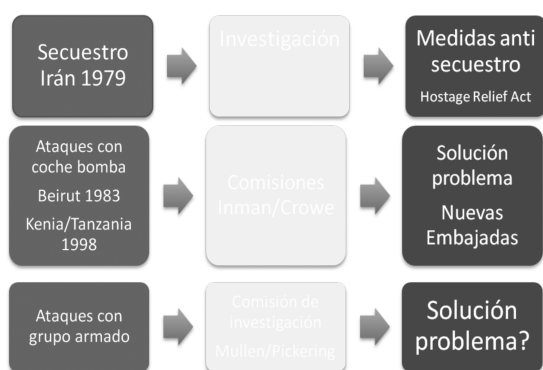 Secuestro
Irán 1979
Investigación
Medidas anti
secuestro
Hostage Relief Act
Ataques con
coche bomba
Beirut 1983
Kenia/Tanzania
1998
Comisiones
Inman/Crowe
Solución
problema
Nuevas
Embajadas
Ataques con
grupo armado
Comisión de
investigación
Mullen/Pickering
Solución
problema?